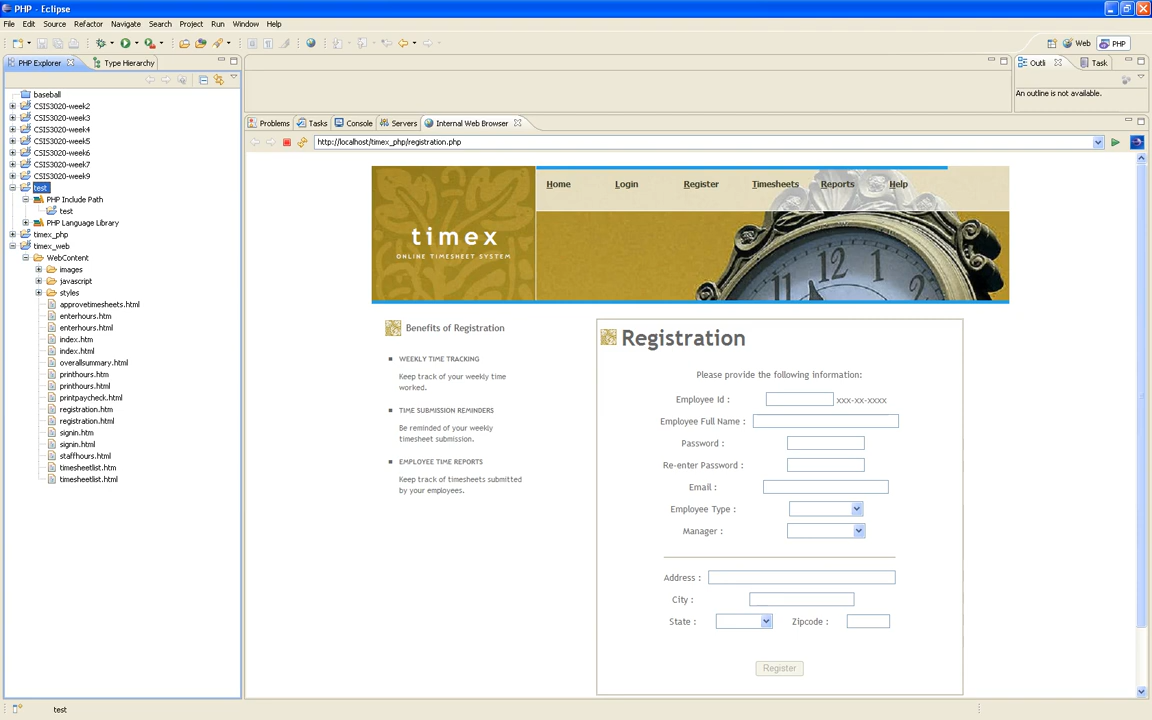 PHP - Eclipse
File Edit Source Refactor Navigate Search Project Run Window Help
Web PHP
PHP Explorer Type Hierarchy
baseball
CSIS3020-week2
CSIS3020-week3
CSIS3020-week4
CSIS3020-week5
CSIS3020-week6
CSIS3020-week7
CSIS3020-week9
test
PHP Include Path
test
PHP Language Library
timex_php
timex_web
WebContent
images
javascript
styles
approvetimesheets.html
enterhours.htm
enterhours.html
index.htm
index.html
overallsummary.html
printhours.htm
printhours.html
printpaycheck.html
registration.htm
registration.html
signin.htm
signin.html
staffhours.html
timesheetlist.htm
timesheetlist.html
Problems Tasks Console Servers Internal Web Browser
http://localhost/timex_php/registration.php
Home Login Register Timesheets Reports Help
timex
ONLINE TIMESHEET SYSTEM
12
Benefits of Registration
WEEKLY TIME TRACKING
Keep track of your weekly time
worked.
TIME SUBMISSION REMINDERS
Be reminded of your weekly
timesheet submission.
EMPLOYEE TIME REPORTS
Keep track of timesheets submitted
by your employees.
Registration
Please provide the following information:
Employee Id : xxx-xx-xxxx
Employee Full Name :
Password :
Re-enter Password :
Email :
Employee Type :
Manager :
Address :
City :
State : Zipcode :
Register
Outli Task
An outline is not available.
test